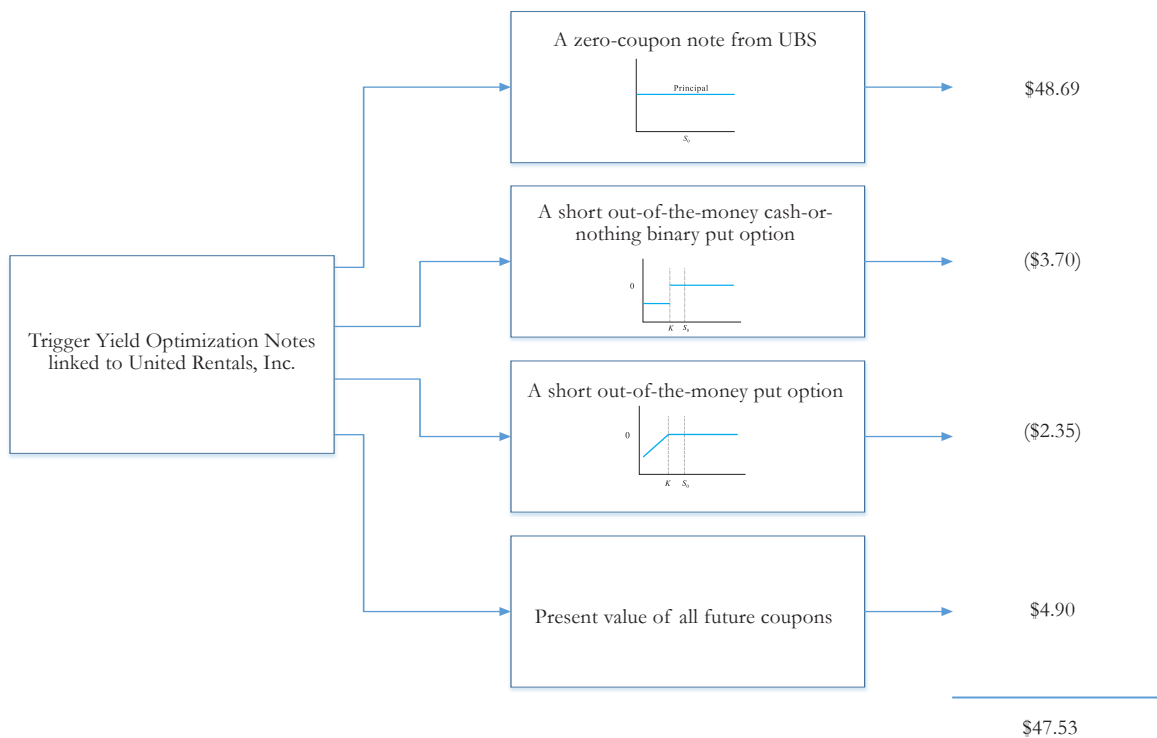 A zero-coupon note from UBS
Principal
S₀
$48.69
A short out-of-the-money cash-or-
nothing binary put option
0
K S₀
($3.70)
Trigger Yield Optimization Notes
linked to United Rentals, Inc.
A short out-of-the-money put option
0
K S₀
($2.35)
Present value of all future coupons
$4.90
$47.53